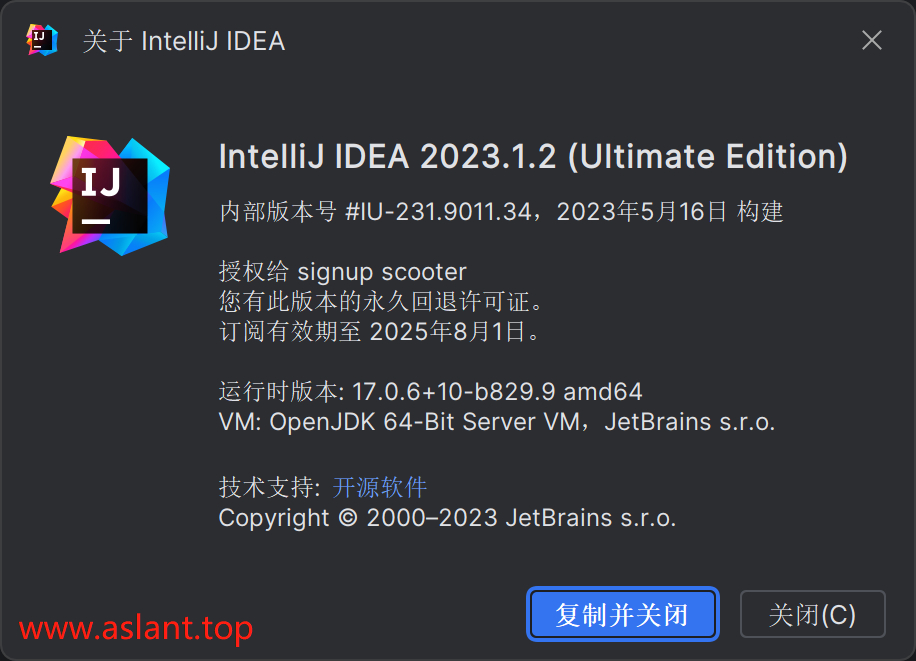 关于 IntelliJ IDEA
IJ
IntelliJ IDEA 2023.1.2 (Ultimate Edition)
内部版本号 #IU-231.9011.34，2023年5月16日 构建
授权给 signup scooter
您有此版本的永久回退许可证。
订阅有效期至 2025年8月1日。
运行时版本: 17.0.6+10-b829.9 amd64
VM: OpenJDK 64-Bit Server VM，JetBrains s.r.o.
技术支持: 开源软件
Copyright © 2000–2023 JetBrains s.r.o.
复制并关闭 关闭(C)
www.aslant.top